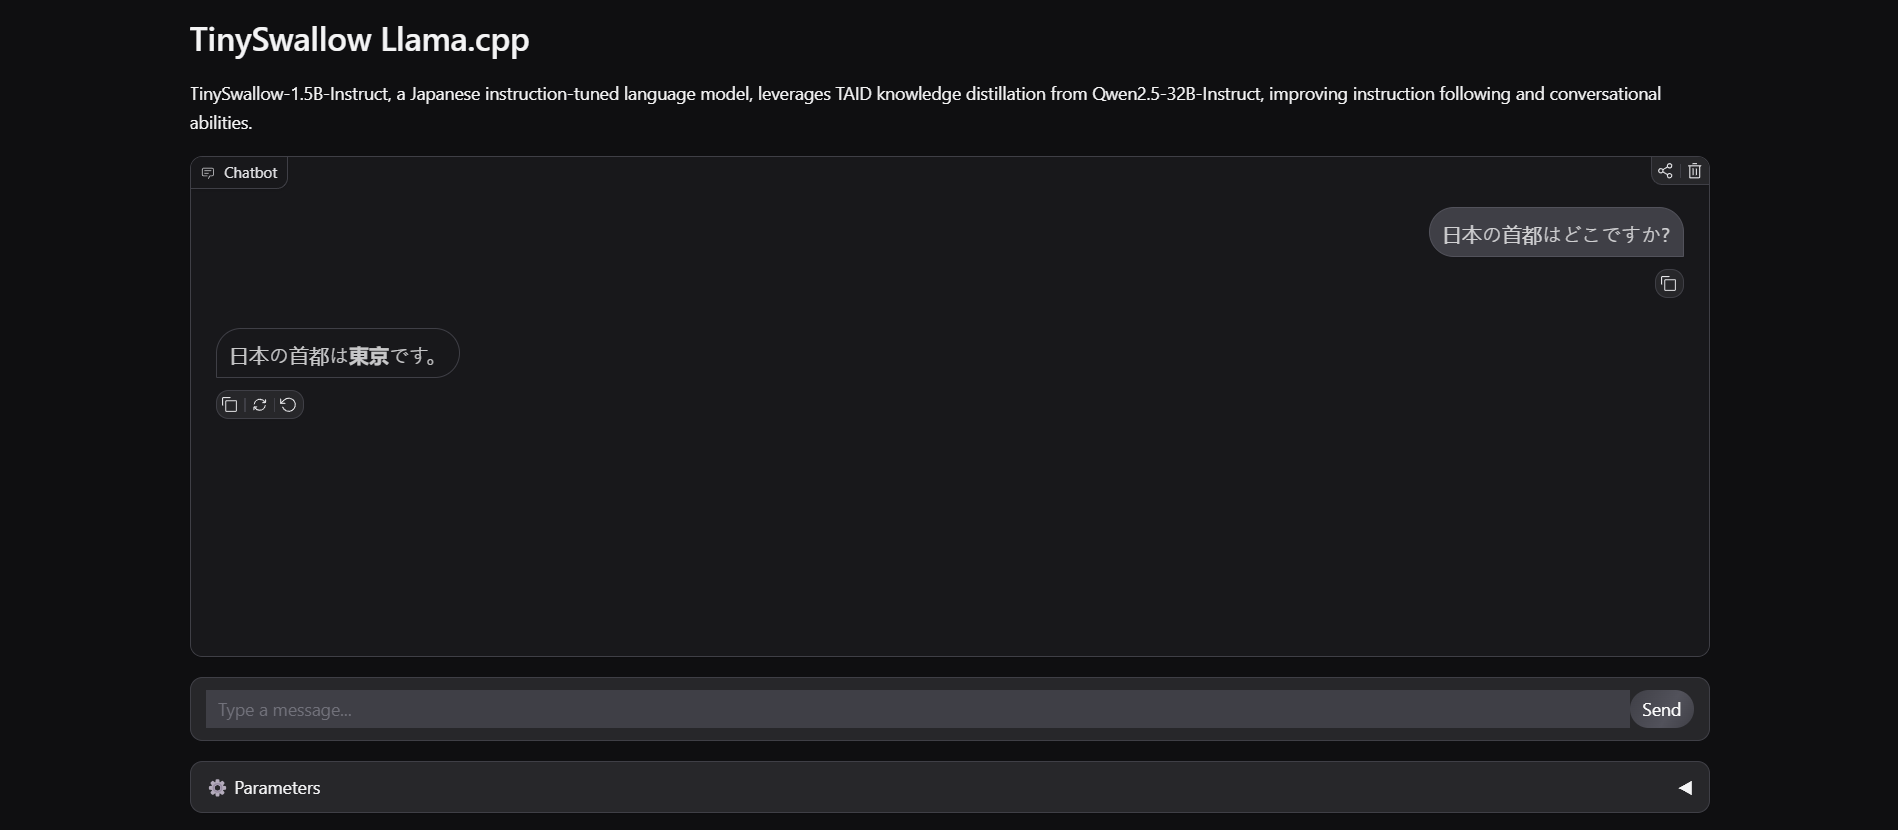 TinySwallow Llama.cpp
TinySwallow-1.5B-Instruct, a Japanese instruction-tuned language model, leverages TAID knowledge distillation from Qwen2.5-32B-Instruct, improving instruction following and conversational
abilities.
Chatbot
日本の首都はどこですか?
日本の首都は東京です。
Type a message...
Send
Parameters